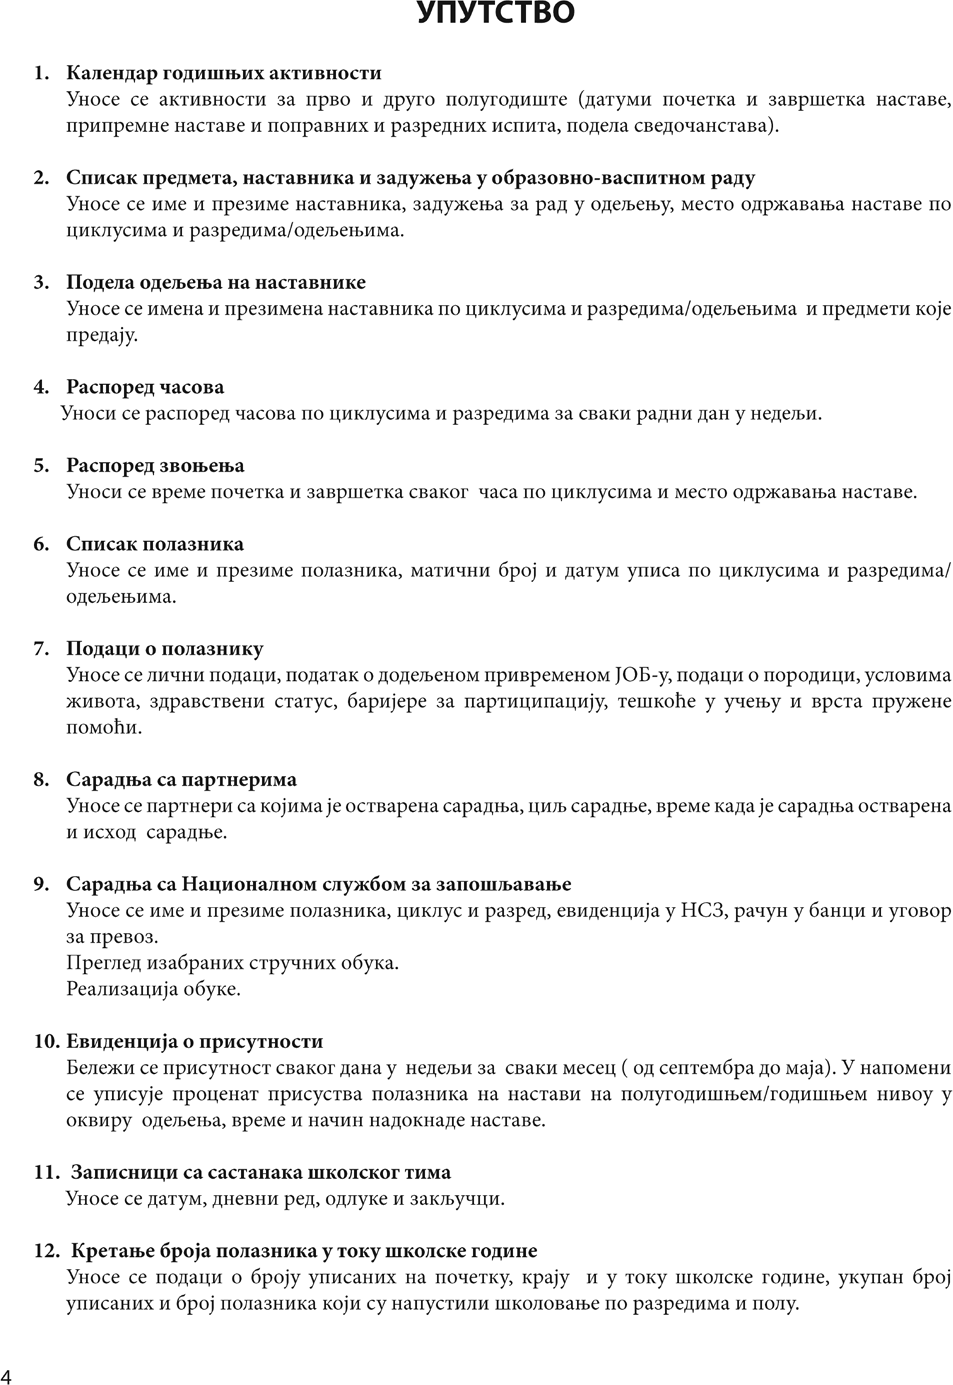 УПУТСТВО
1. Календар годишњих активности
Уносе се активности за прво и друго полугодиште (датуми почетка и завршетка наставе,
припремне наставе и поправних и разредних испита, подела сведочанстава).
2. Списак предмета, наставника и задужења у образовно-васпитном раду
Уносе се име и презиме наставника, задужења за рад у одељењу, место одржавања наставе по
циклусима и разредима/одељењима.
3. Подела одељења на наставнике
Уносе се имена и презимена наставника по циклусима и разредима/одељењима и предмети које
предају.
4. Распоред часова
Уноси се распоред часова по циклусима и разредима за сваки радни дан у недељи.
5. Распоред звоњења
Уноси се време почетка и завршетка сваког часа по циклусима и место одржавања наставе.
6. Списак полазника
Уносе се име и презиме полазника, матични број и датум уписа по циклусима и разредима/
одељењима.
7. Подаци о полазнику
Уносе се лични подаци, податак о додељеном привременом ЈОБ-у, подаци о породици, условима
живота, здравствени статус, баријере за партиципацију, тешкоће у учењу и врста пружене
помоћи.
8. Сарадња са партнерима
Уносе се партнери са којима је остварена сарадња, циљ сарадње, време када је сарадња остварена
и исход сарадње.
9. Сарадња са Националном службом за запошљавање
Уносе се име и презиме полазника, циклус и разред, евиденција у НСЗ, рачун у банци и уговор
за превоз.
Преглед изабраних стручних обука.
Реализација обуке.
10. Евиденција о присутности
Бележи се присутност сваког дана у недељи за сваки месец ( од септембра до маја). У напомени
се уписује проценат присуства полазника на настави на полугодишњем/годишњем нивоу у
оквиру одељења, време и начин надокнаде наставе.
11. Записници са састанака школског тима
Уносе се датум, дневни ред, одлуке и закључци.
12. Кретање броја полазника у току школске године
Уносе се подаци о броју уписаних на почетку, крају и у току школске године, укупан број
уписаних и број полазника који су напустили школовање по разредима и полу.
4